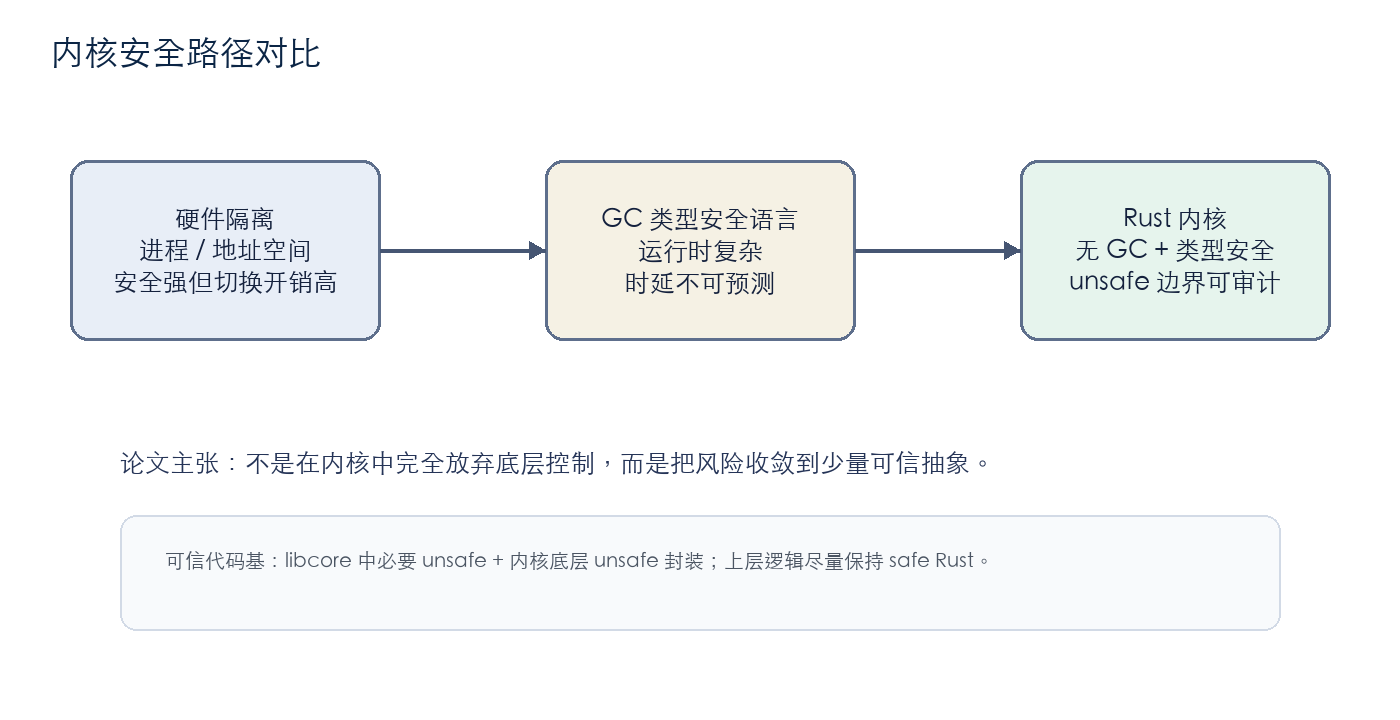 内核安全路径对比
硬件隔离
进程 / 地址空间
安全强但切换开销高
GC 类型安全语言
运行时复杂
时延不可预测
Rust 内核
无 GC + 类型安全
unsafe 边界可审计
论文主张：不是在内核中完全放弃底层控制，而是把风险收敛到少量可信抽象。
可信代码基：libcore 中必要 unsafe + 内核底层 unsafe 封装；上层逻辑尽量保持 safe Rust。